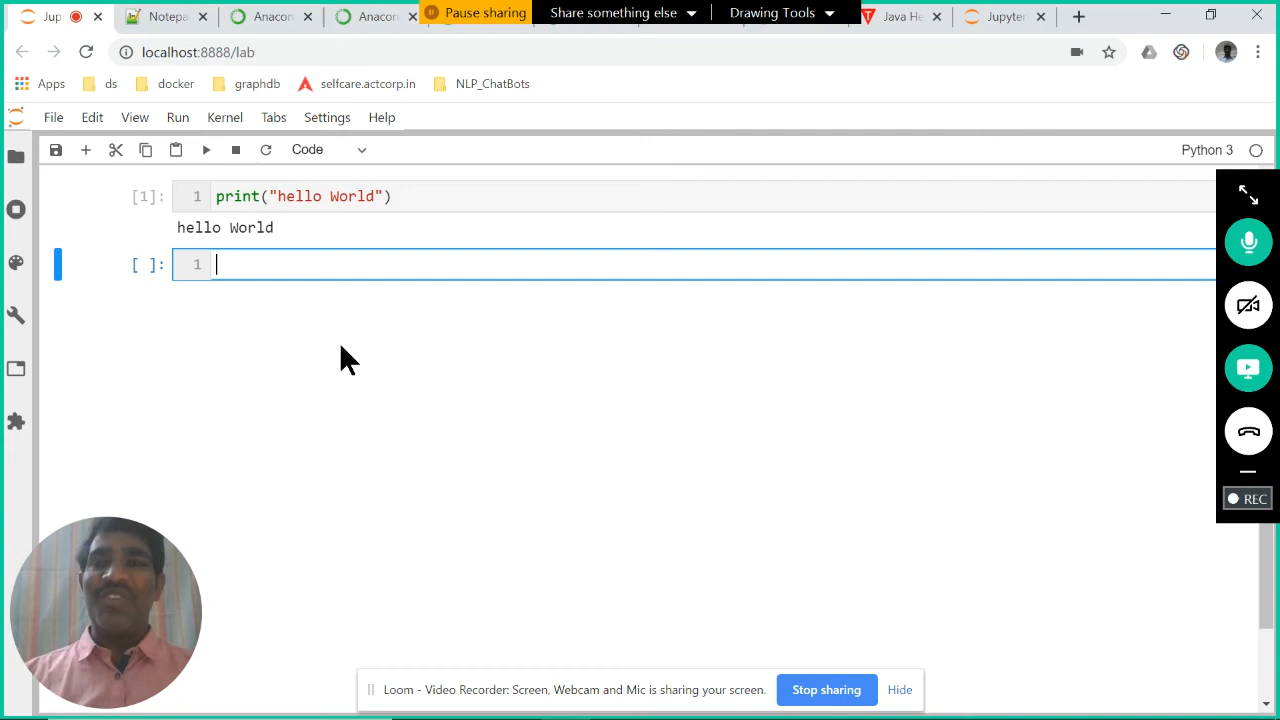 Jup
Notepa
Anacon
Anacon
Pause sharing
Share something else
Drawing Tools
Java He
Jupyter
localhost:8888/lab
Apps
ds
docker
graphdb
selfcare.actcorp.in
NLP_ChatBots
File
Edit
View
Run
Kernel
Tabs
Settings
Help
Code
Python 3
[1]:
1
print("hello World")
hello World
[ ]:
1
REC
Loom - Video Recorder: Screen, Webcam and Mic is sharing your screen.
Stop sharing
Hide